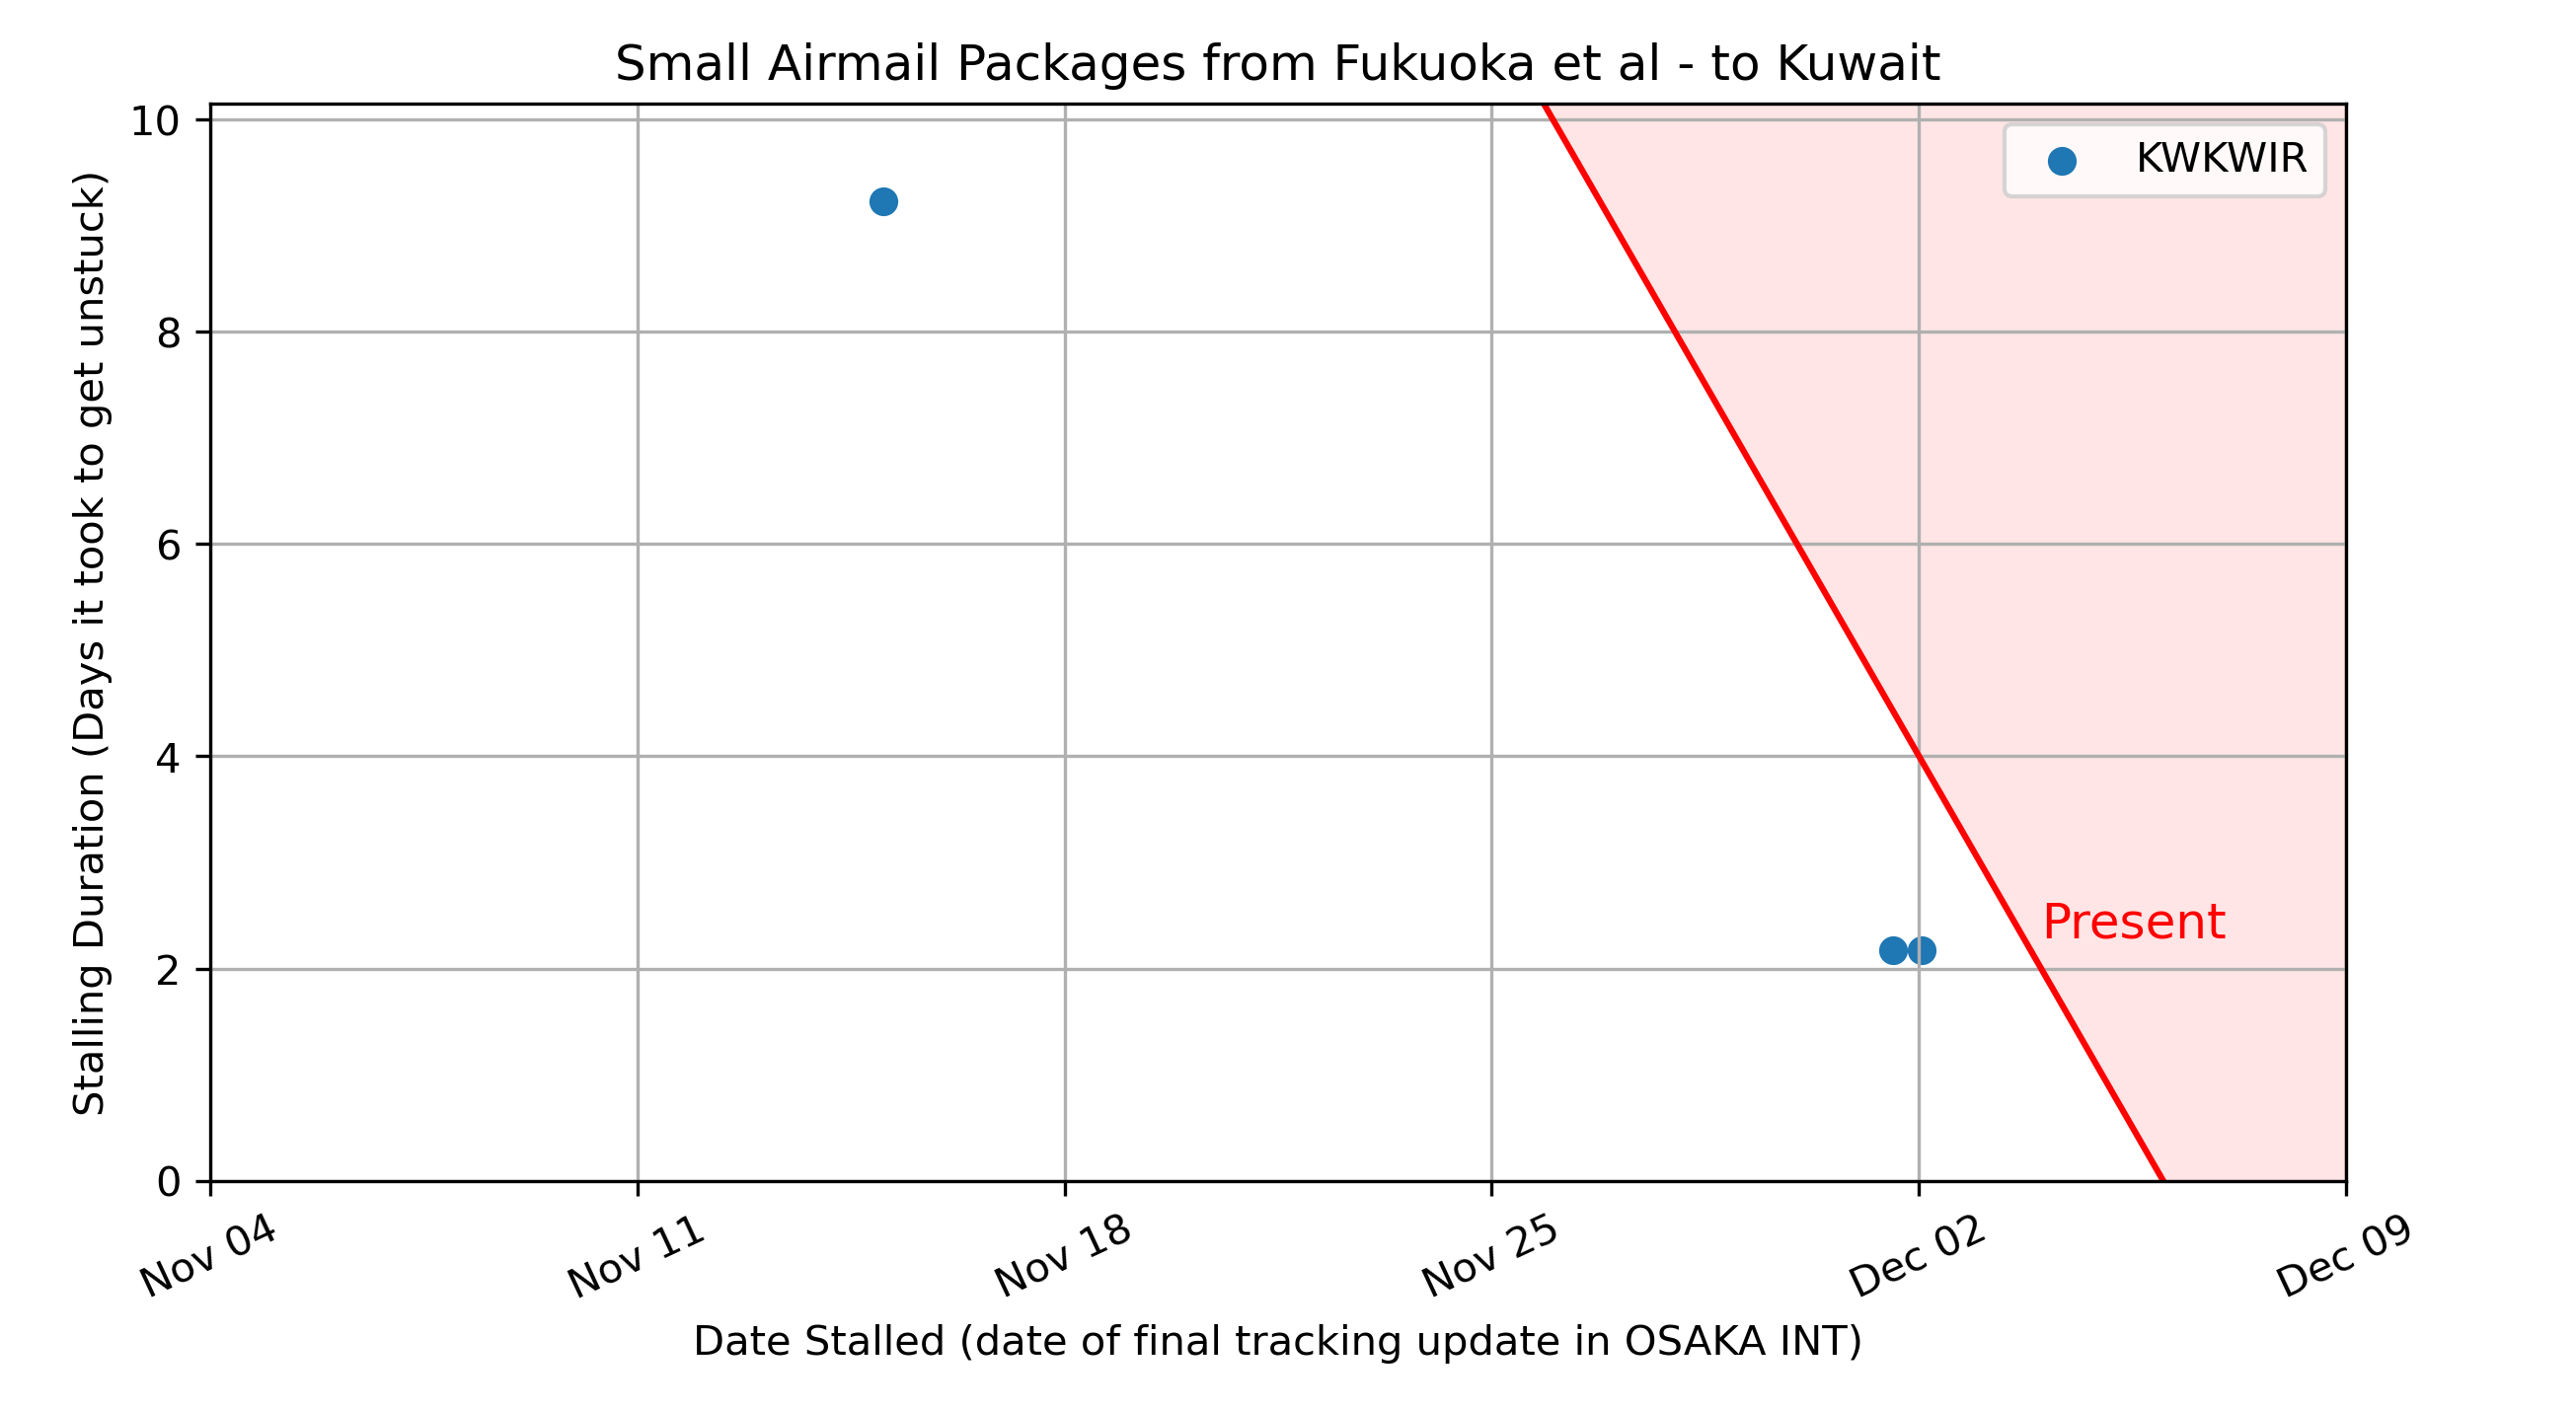 Small Airmail Packages from Fukuoka et al - to Kuwait
Stalling Duration (Days it took to get unstuck)
10
8
6
4
2
0
KWKWIR
Present
Nov 04
Nov 11
Nov 18
Nov 25
Dec 02
Dec 09
Date Stalled (date of final tracking update in OSAKA INT)